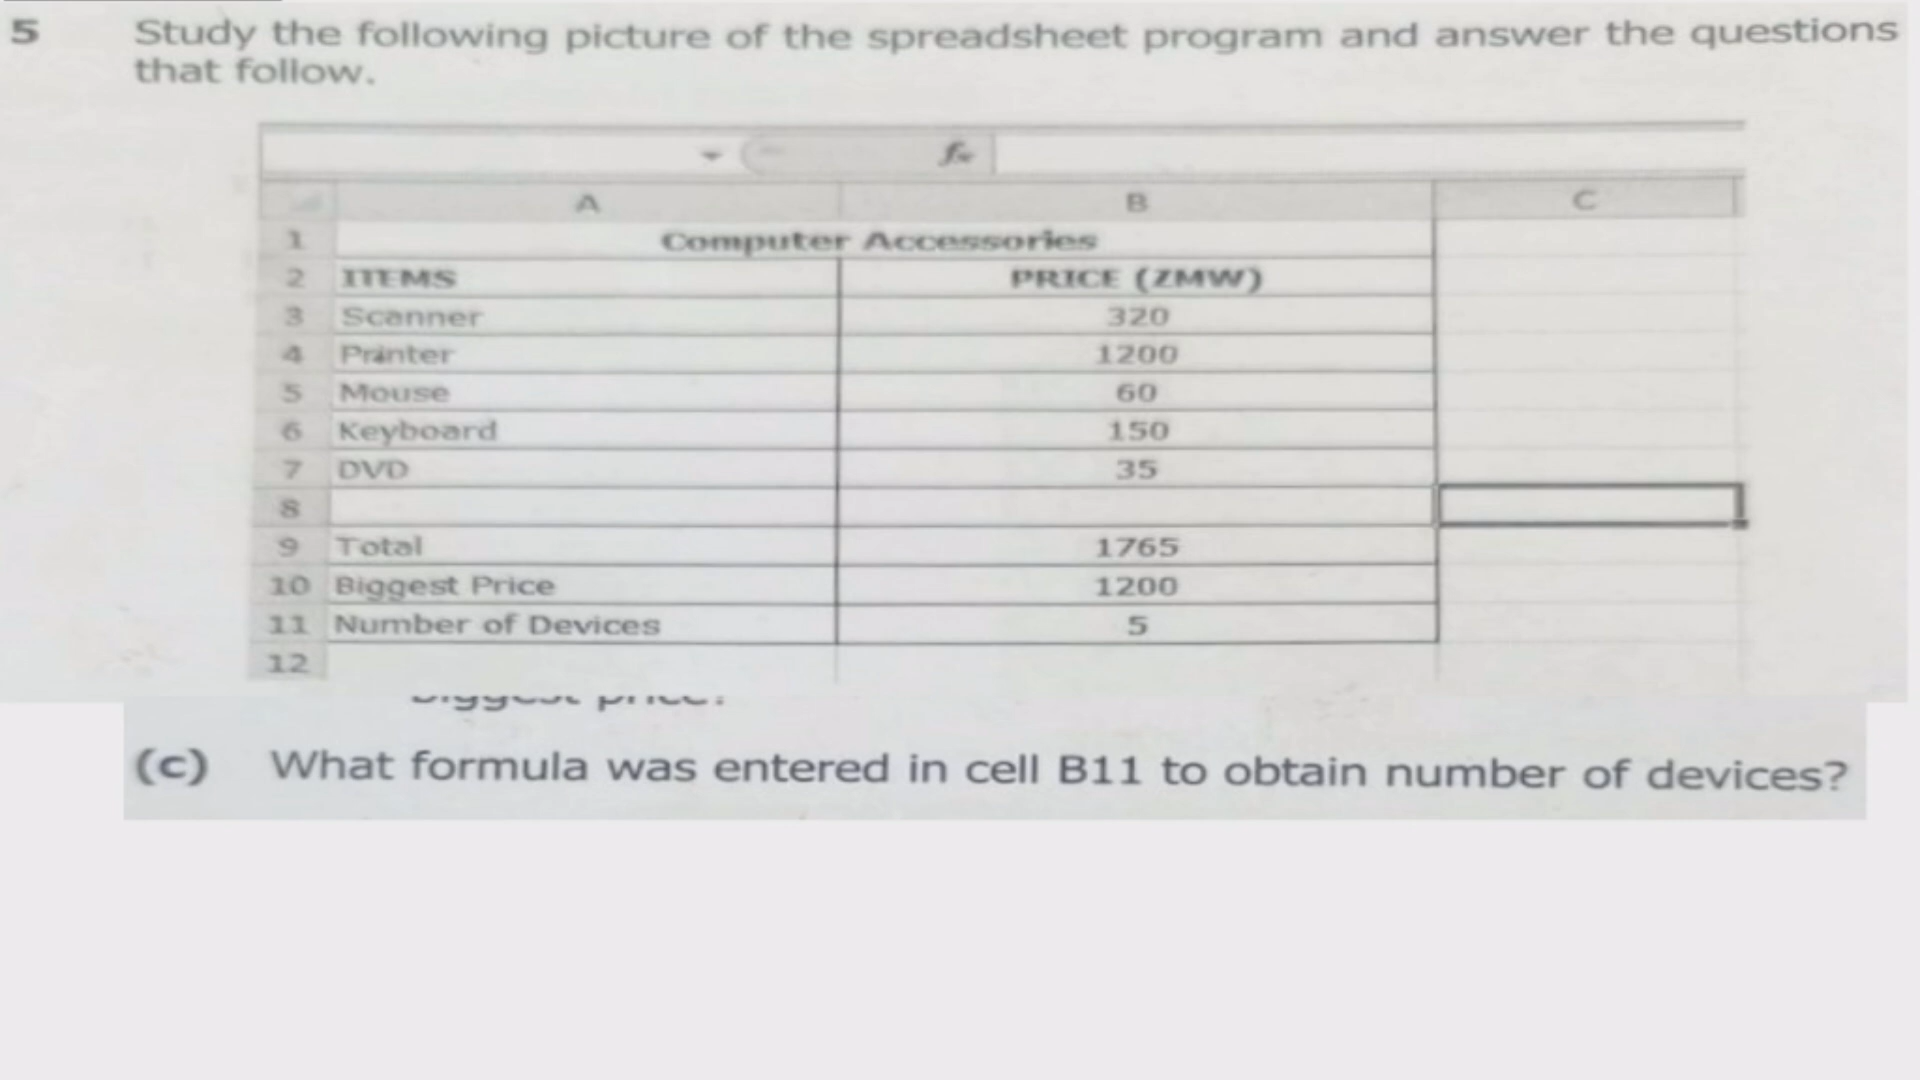 5 Study the following picture of the spreadsheet program and answer the questions
that follow.
fx
A B C
1 Computer Accessories
2 ITEMS PRICE (ZMW)
3 Scanner 320
4 Printer 1200
5 Mouse 60
6 Keyboard 150
7 DVD 35
8
9 Total 1765
10 Biggest Price 1200
11 Number of Devices 5
12
(c) What formula was entered in cell B11 to obtain number of devices?